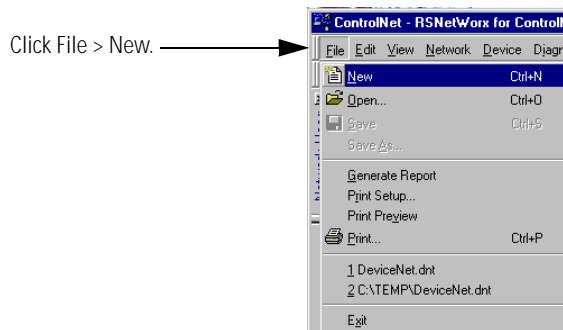 ControlNet - RSNetWorx for Control
Click File > New.
File Edit View Network Device Diagn
New Ctrl+N
Open... Ctrl+O
Save Ctrl+S
Save As...
Generate Report
Print Setup...
Print Preview
Print... Ctrl+P
1 DeviceNet.dnt
2 C:\TEMP\DeviceNet.dnt
Exit